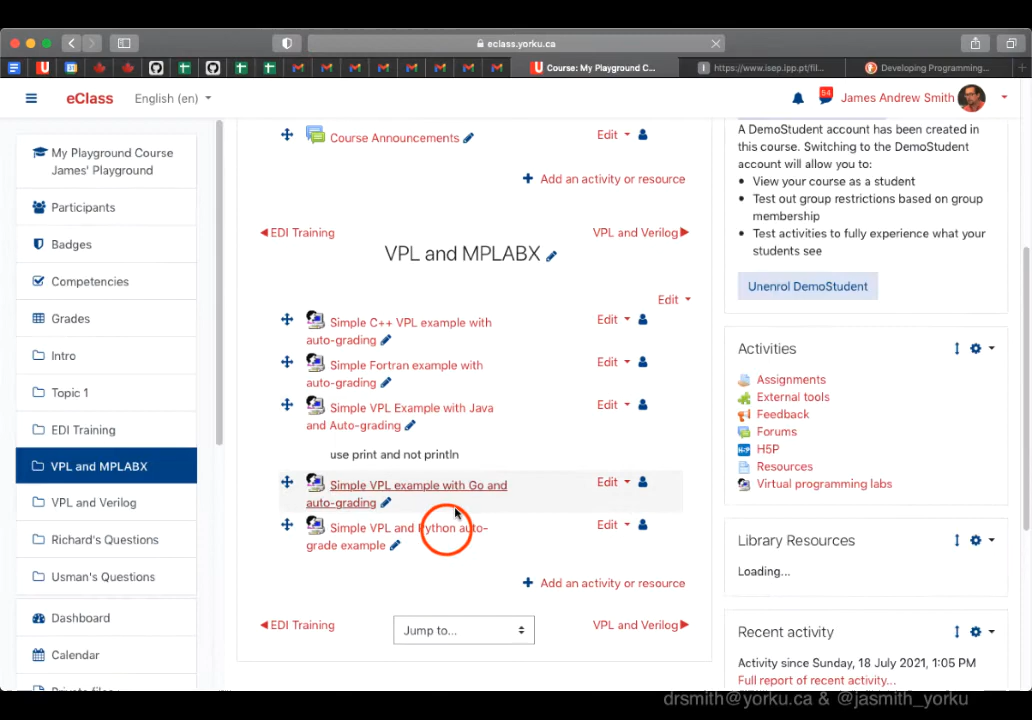 eclass.yorku.ca
Course: My Playground C...
https://www.isep.ipp.pt/fil...
Developing Programming...
eClass
English (en)
54
James Andrew Smith
My Playground Course
James' Playground
Participants
Badges
Competencies
Grades
Intro
Topic 1
EDI Training
VPL and MPLABX
VPL and Verilog
Richard's Questions
Usman's Questions
Dashboard
Calendar
Private files
Course Announcements
Edit
Add an activity or resource
EDI Training
VPL and Verilog
VPL and MPLABX
Edit
Simple C++ VPL example with
auto-grading
Edit
Simple Fortran example with
auto-grading
Edit
Simple VPL Example with Java
and Auto-grading
Edit
use print and not println
Simple VPL example with Go and
auto-grading
Edit
Simple VPL and Python auto-
grade example
Edit
Add an activity or resource
EDI Training
Jump to...
VPL and Verilog
A DemoStudent account has been created in
this course. Switching to the DemoStudent
account will allow you to:
View your course as a student
Test out group restrictions based on group
membership
Test activities to fully experience what your
students see
Unenrol DemoStudent
Activities
Assignments
External tools
Feedback
Forums
H5P
H5P
Resources
Virtual programming labs
Library Resources
Loading...
Recent activity
Activity since Sunday, 18 July 2021, 1:05 PM
Full report of recent activity...
drsmith@yorku.ca & @jasmith_yorku